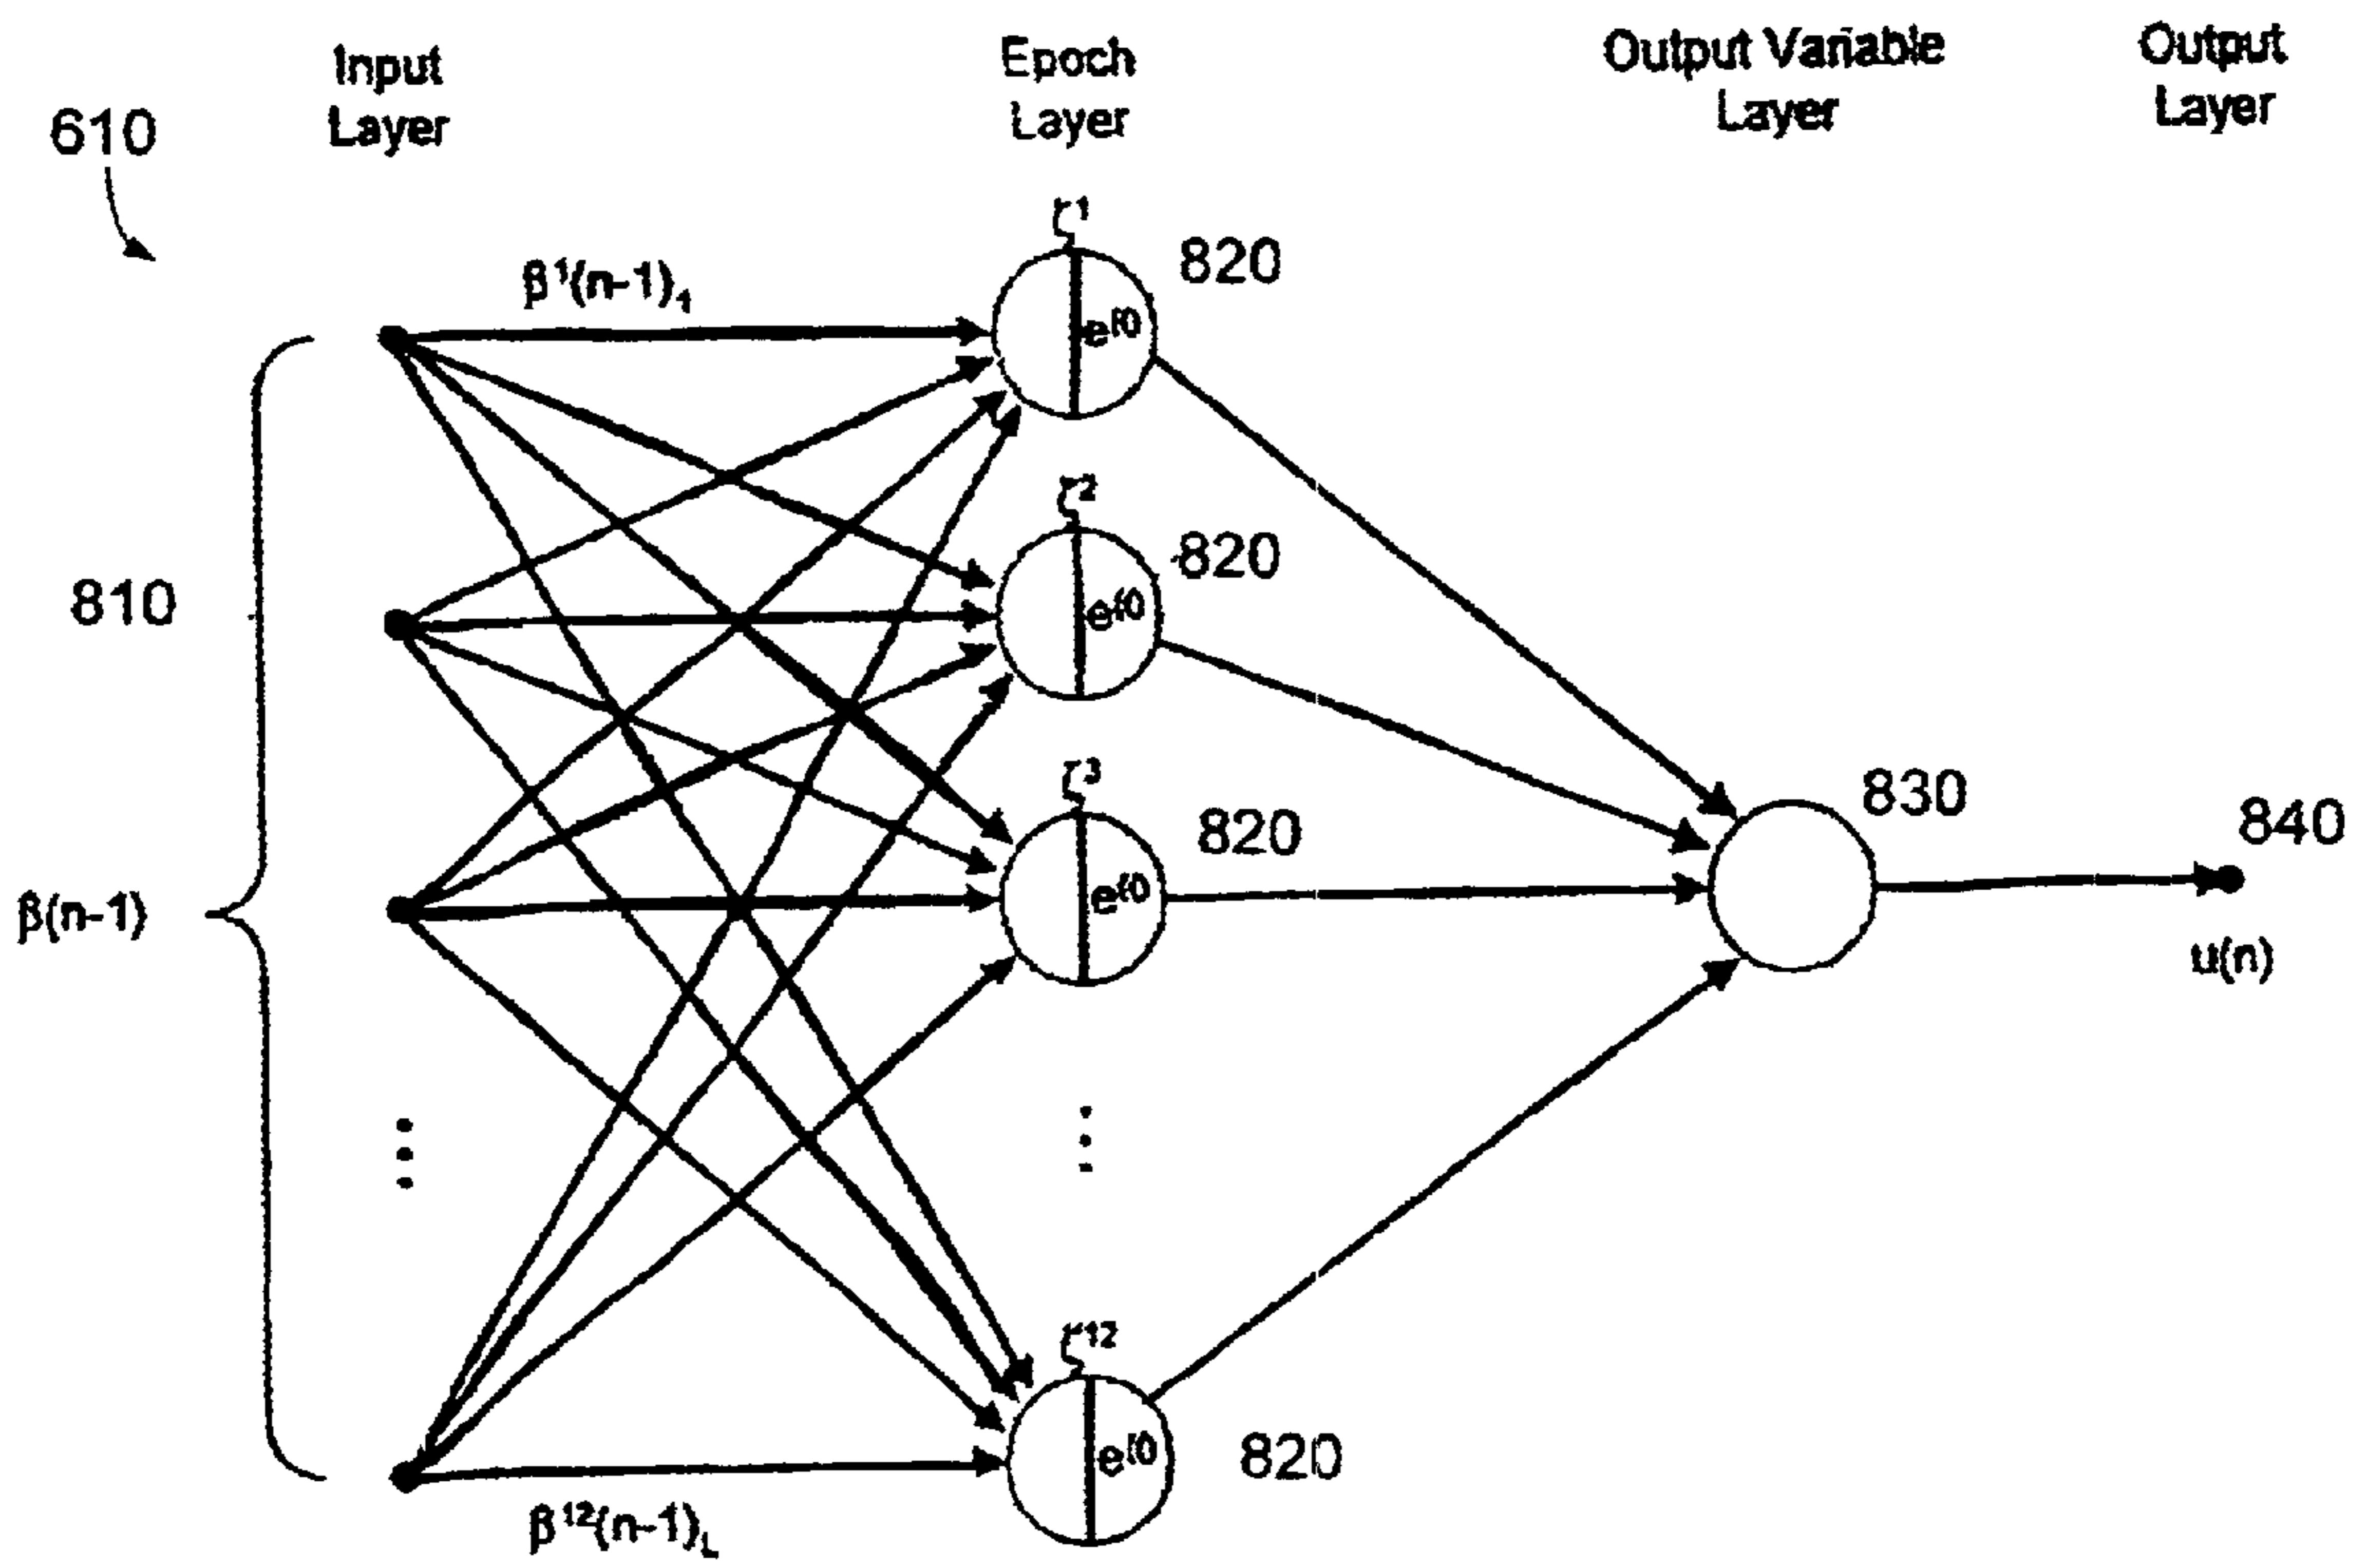 Input
Layer
Epoch
Layer
Output Variable
Layer
Output
Layer
610
ζ¹
820
β¹(n-1)₁
ζ²
820
810
ζ³
820
830
840
β(n-1)
u(n)
ζ¹²
820
β¹²(n-1)L